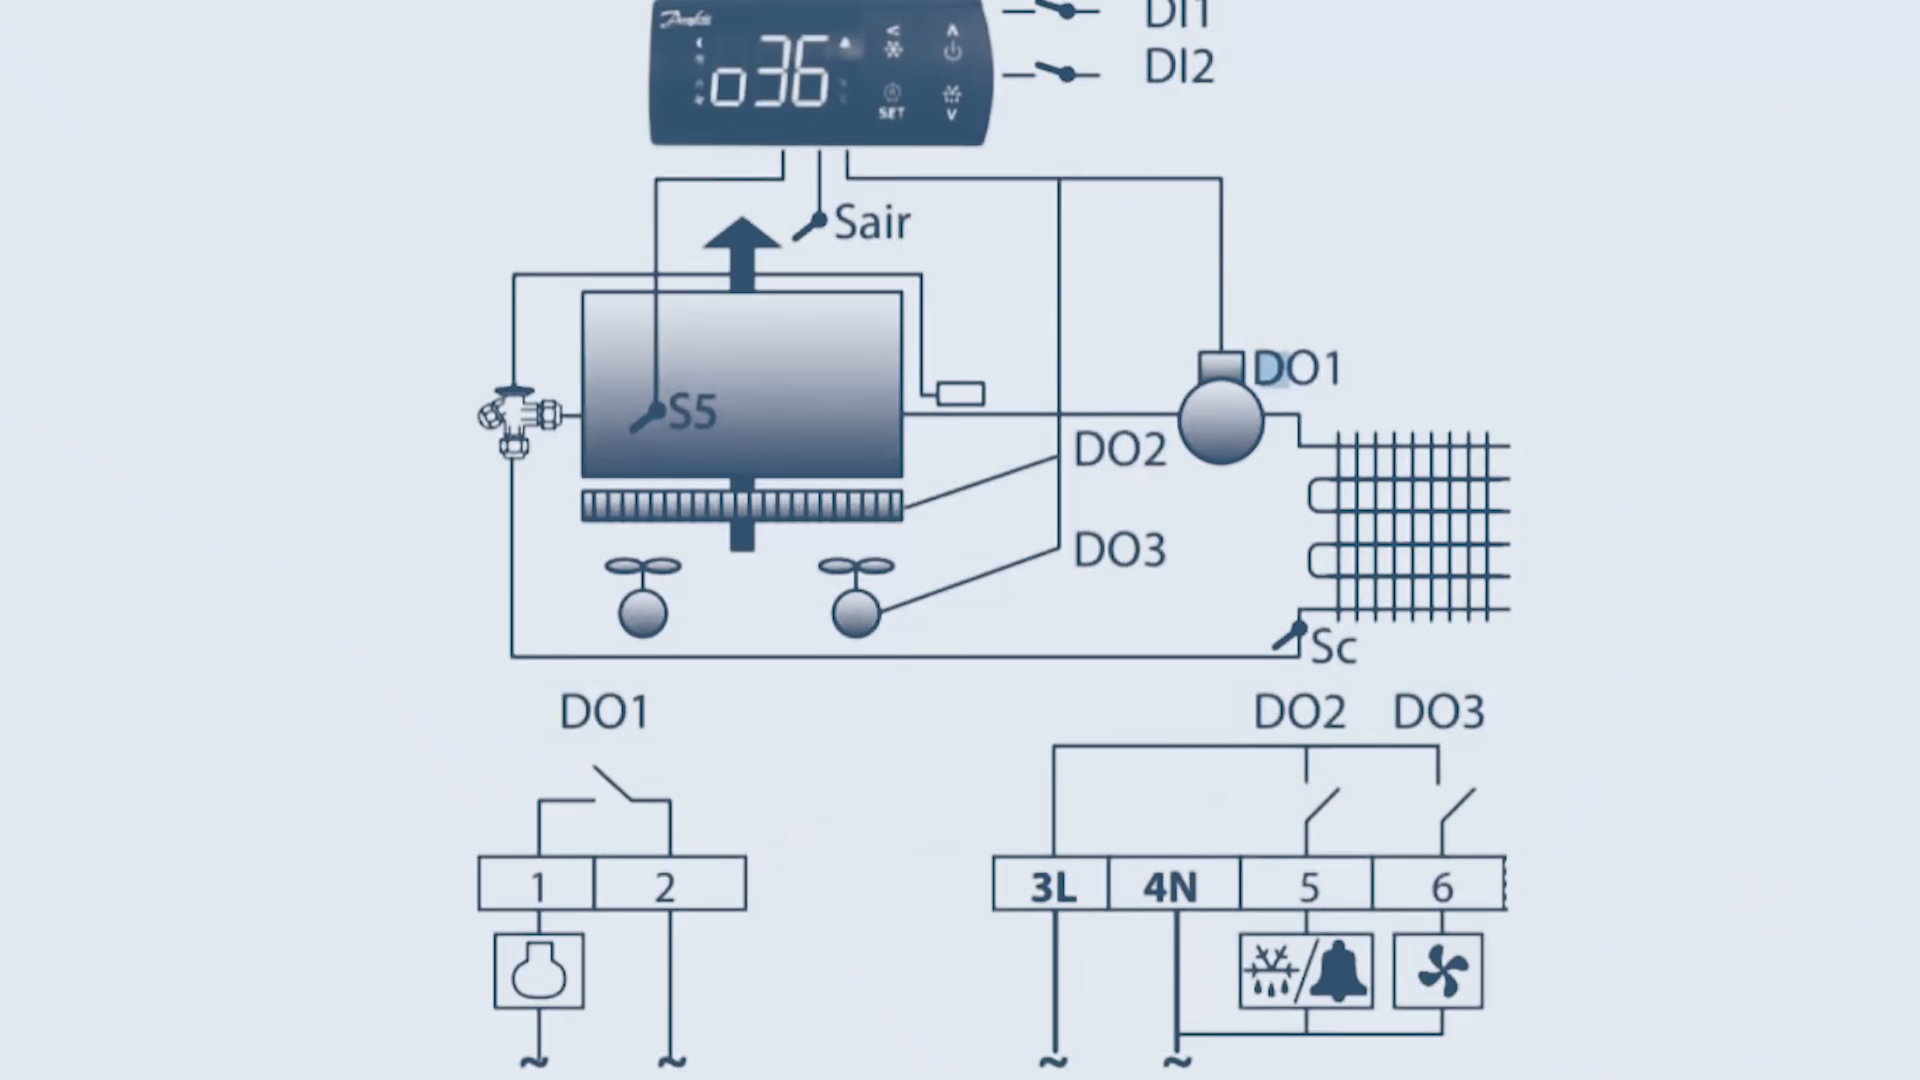 Danfoss
DI1
o36
SET
DI2
Sair
DO1
S5
DO2
DO3
Sc
DO1
DO2 DO3
1 2
3L 4N 5 6